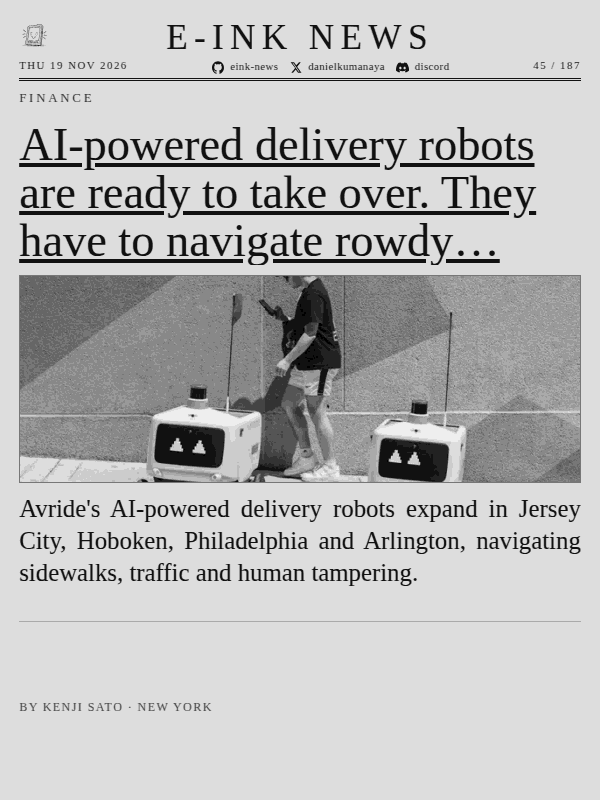 E-INK NEWS
THU 19 NOV 2026
eink-news danielkumanaya discord
45 / 187
FINANCE
AI-powered delivery robots
are ready to take over. They
have to navigate rowdy…
Avride's AI-powered delivery robots expand in Jersey
City, Hoboken, Philadelphia and Arlington, navigating
sidewalks, traffic and human tampering.
BY KENJI SATO · NEW YORK